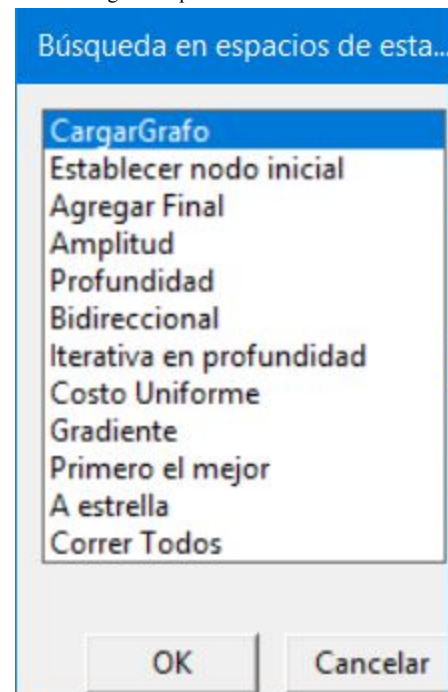 Búsqueda en espacios de esta...
CargarGrafo
Establecer nodo inicial
Agregar Final
Amplitud
Profundidad
Bidireccional
Iterativa en profundidad
Costo Uniforme
Gradiente
Primero el mejor
A estrella
Correr Todos
OK Cancelar